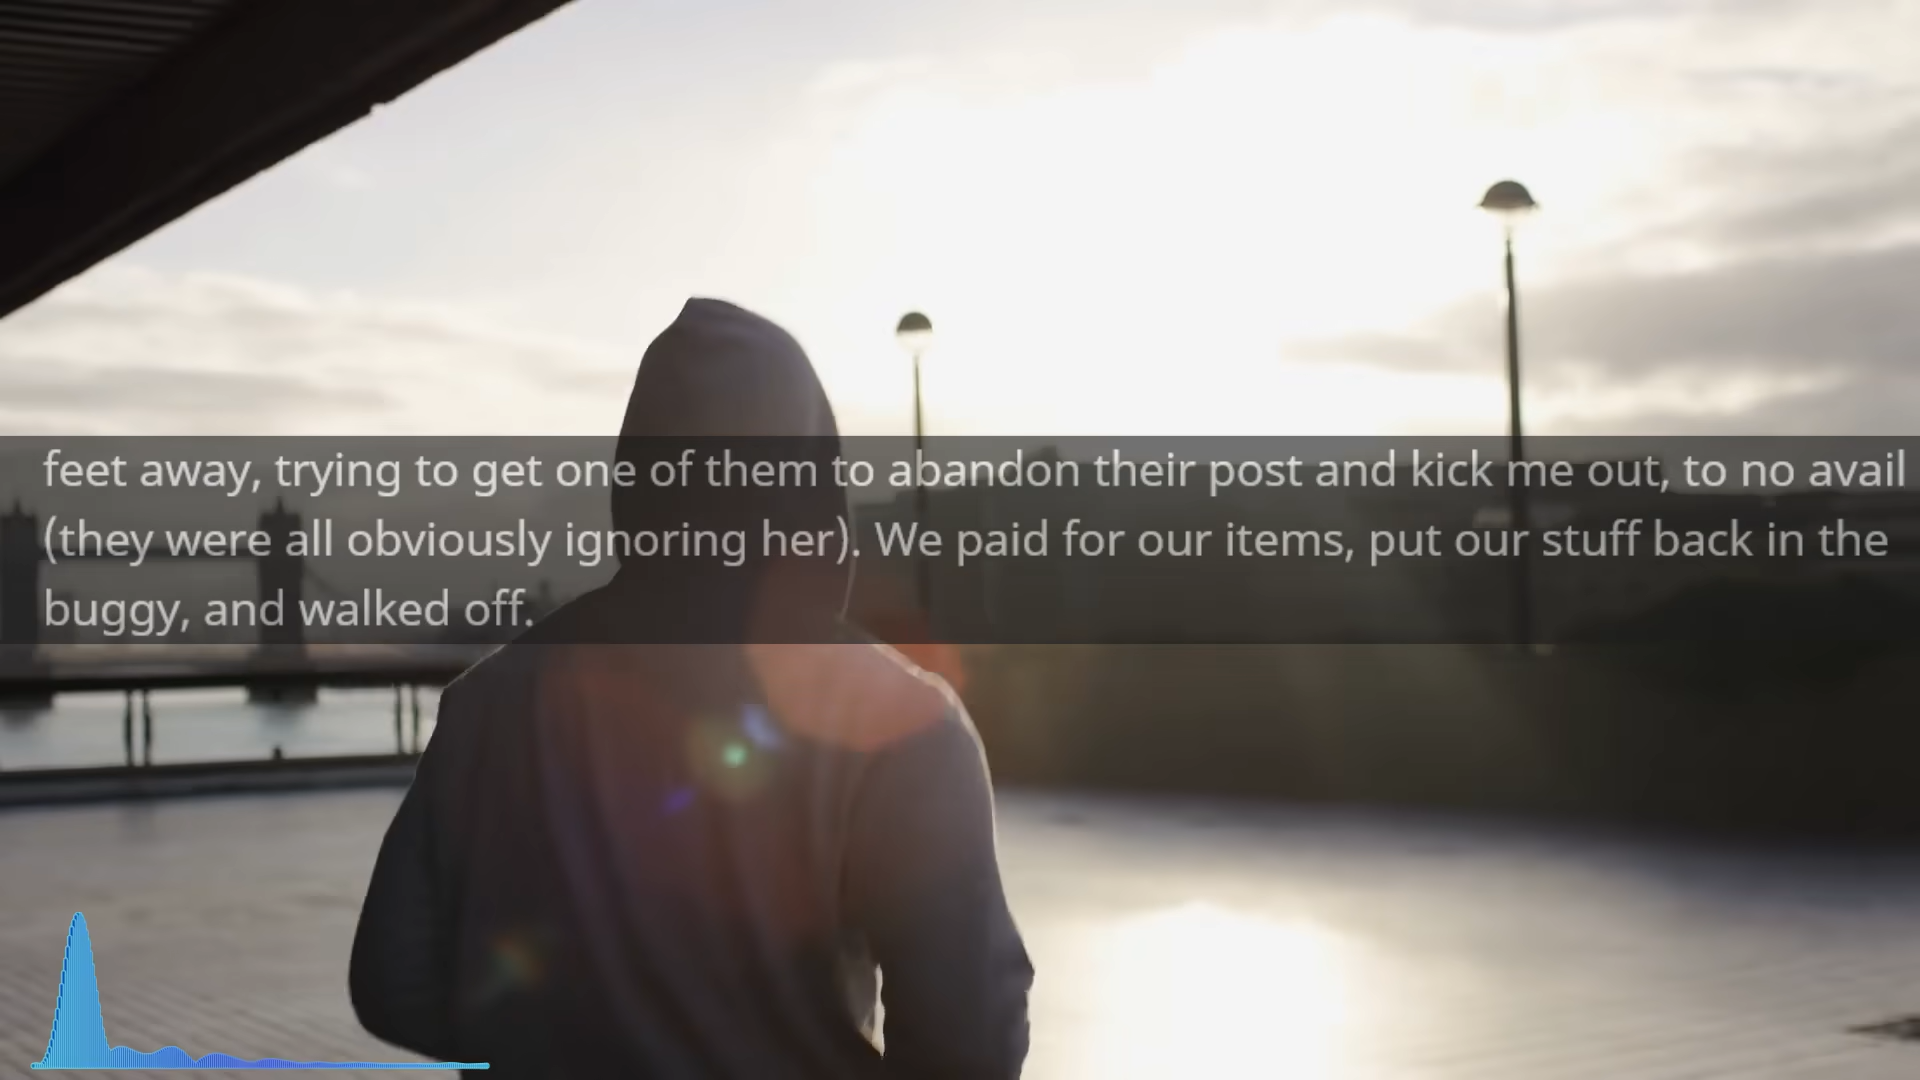 feet away, trying to get one of them to abandon their post and kick me out, to no avail
(they were all obviously ignoring her). We paid for our items, put our stuff back in the
buggy, and walked off.